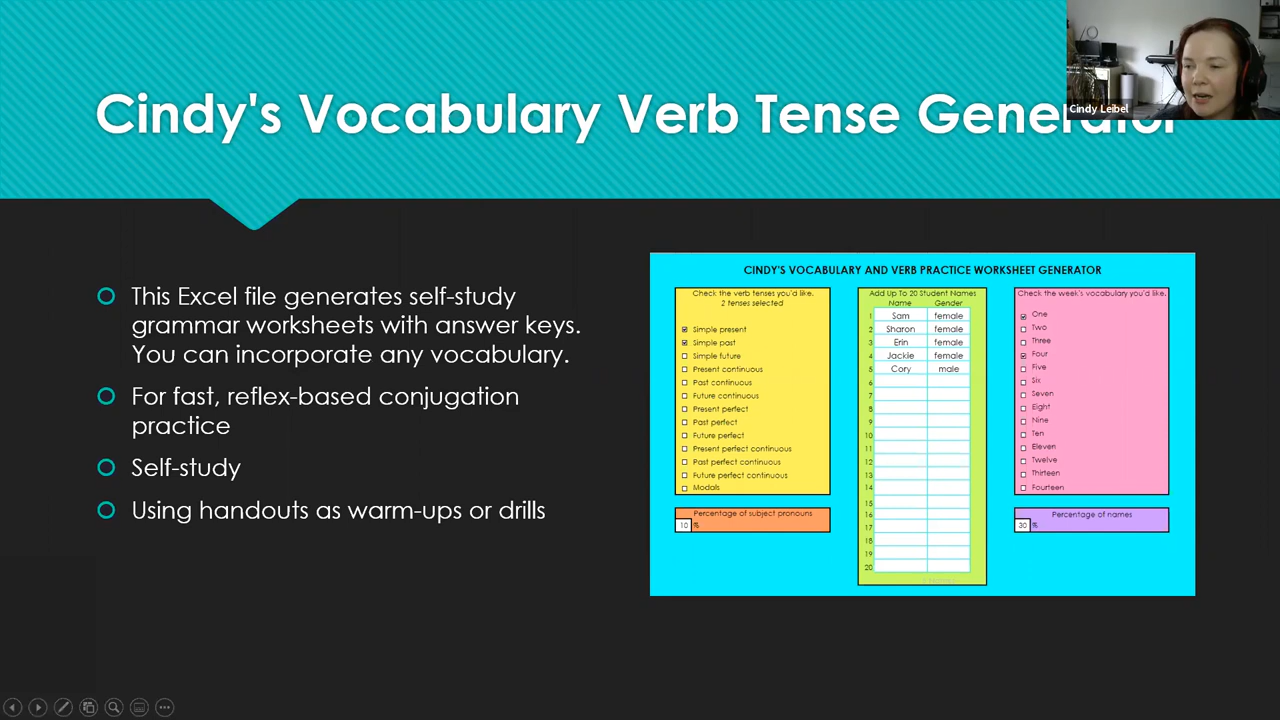 Cindy's Vocabulary Verb Tense Generator
Cindy Leibel
This Excel file generates self-study
grammar worksheets with answer keys.
You can incorporate any vocabulary.
For fast, reflex-based conjugation
practice
Self-study
Using handouts as warm-ups or drills
CINDY'S VOCABULARY AND VERB PRACTICE WORKSHEET GENERATOR
Check the verb tenses you'd like.
2 tenses selected
Simple present
Simple past
Simple future
Present continuous
Past continuous
Future continuous
Present perfect
Past perfect
Future perfect
Present perfect continuous
Past perfect continuous
Future perfect continuous
Modals
Percentage of subject pronouns
10 %
Add Up To 20 Student Names
Name Gender
1 Sam female
2 Sharon female
3 Erin female
4 Jackie female
5 Cory male
6
7
8
9
10
11
12
13
14
15
16
17
18
19
20
Check the week's vocabulary you'd like.
One
Two
Three
Four
Five
Six
Seven
Eight
Nine
Ten
Eleven
Twelve
Thirteen
Fourteen
Percentage of names
30 %